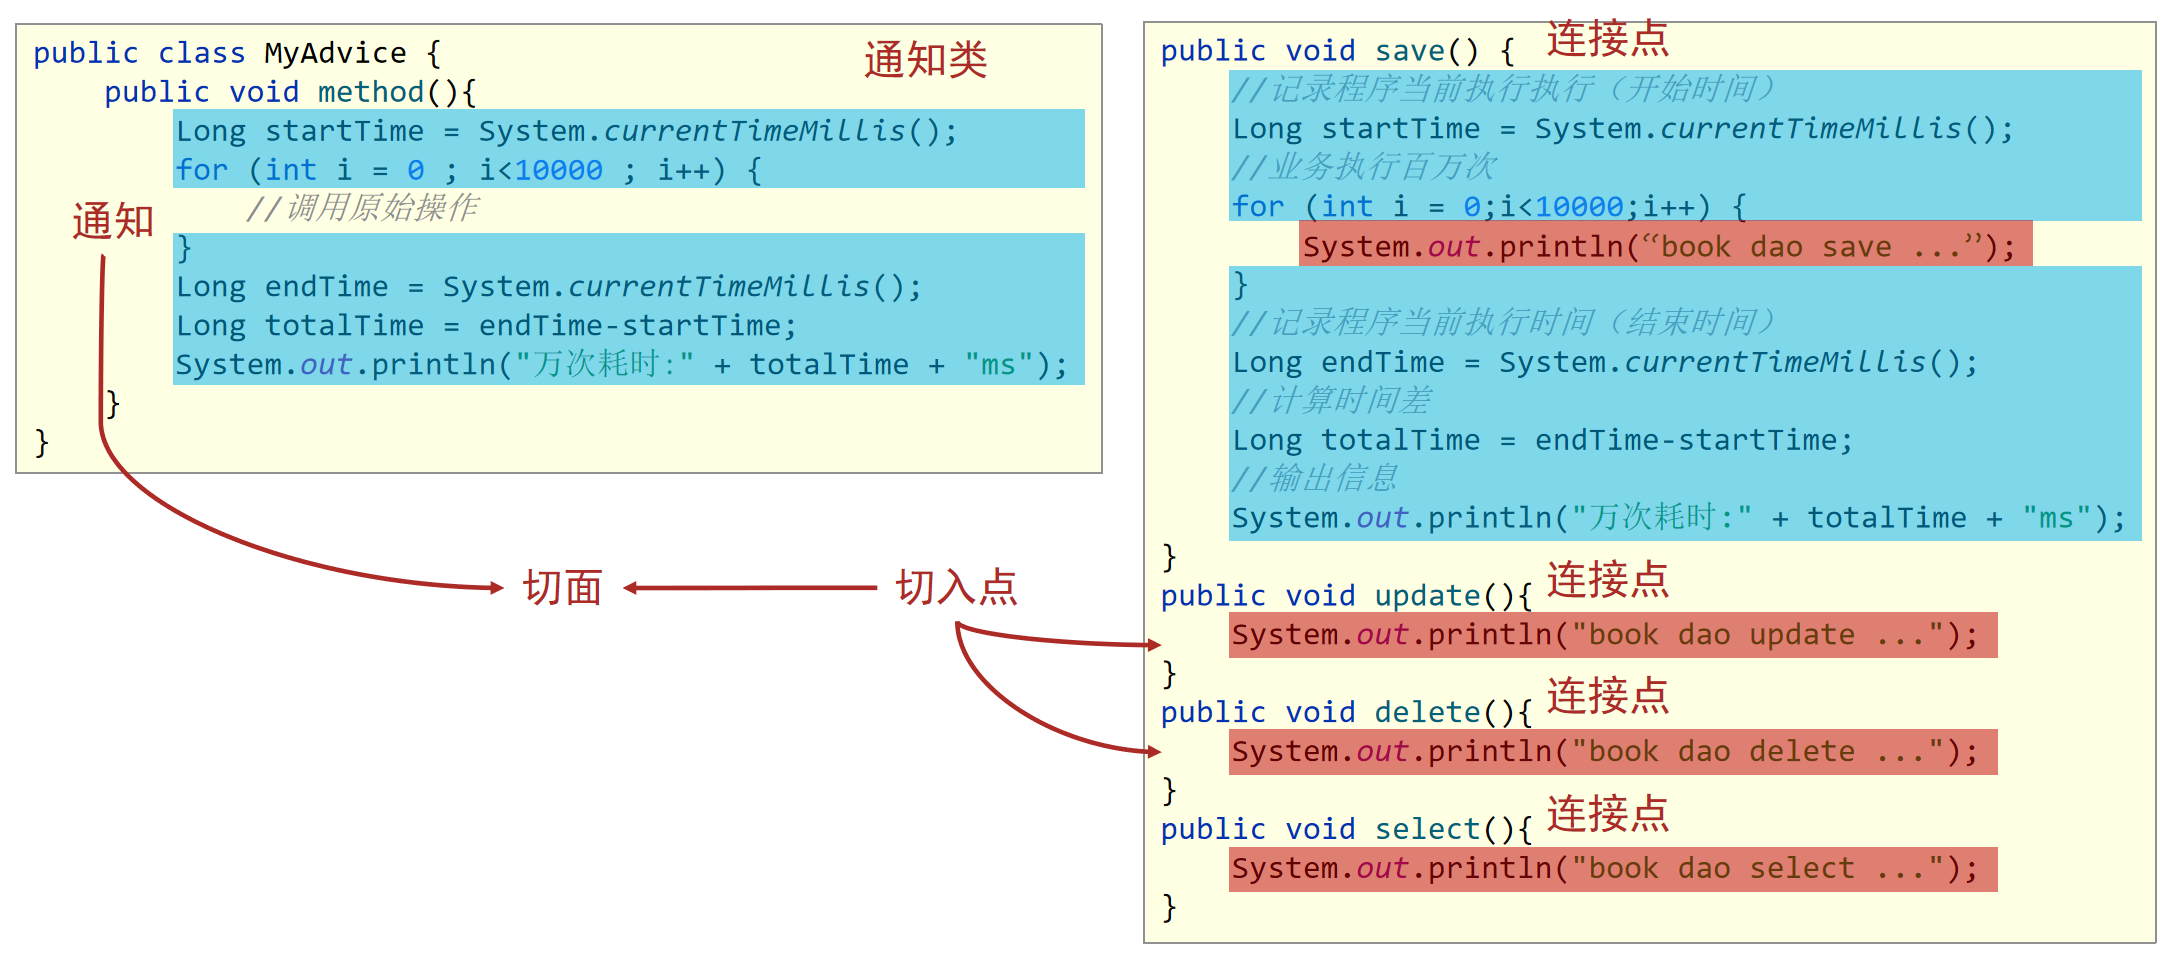 public class MyAdvice {
通知类
public void method(){
Long startTime = System.currentTimeMillis();
for (int i = 0 ; i<10000 ; i++) {
//调用原始操作
通知
}
Long endTime = System.currentTimeMillis();
Long totalTime = endTime-startTime;
System.out.println("万次耗时:" + totalTime + "ms");
}
}
切面
切入点
public void save() {
连接点
//记录程序当前执行执行（开始时间）
Long startTime = System.currentTimeMillis();
//业务执行百万次
for (int i = 0;i<10000;i++) {
System.out.println(“book dao save ...”);
}
//记录程序当前执行时间（结束时间）
Long endTime = System.currentTimeMillis();
//计算时间差
Long totalTime = endTime-startTime;
//输出信息
System.out.println("万次耗时:" + totalTime + "ms");
}
连接点
public void update(){
System.out.println("book dao update ...");
}
连接点
public void delete(){
System.out.println("book dao delete ...");
}
连接点
public void select(){
System.out.println("book dao select ...");
}